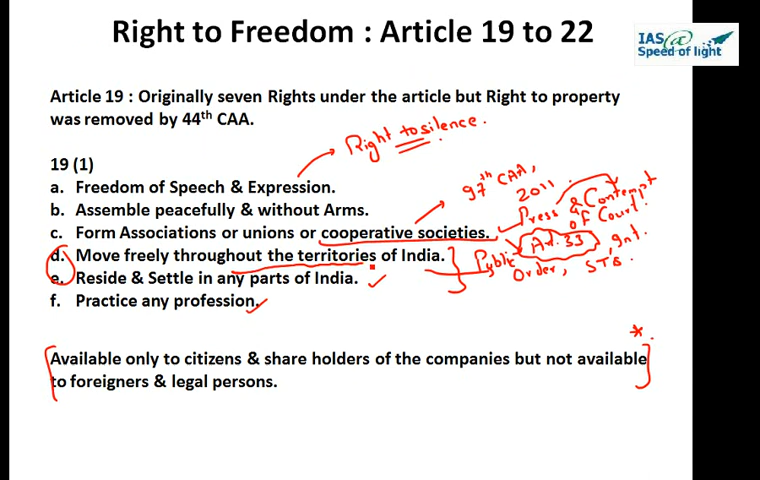 Right to Freedom : Article 19 to 22
IAS@
Speed of light
Article 19 : Originally seven Rights under the article but Right to property
was removed by 44th CAA.
Right to silence.
19 (1)
97th CAA,
2011
a. Freedom of Speech & Expression.
b. Assemble peacefully & without Arms.
Press & Contempt
of Court.
c. Form Associations or unions or cooperative societies.
Art. 33, Int.
d. Move freely throughout the territories of India.
Public
Order, STs.
e. Reside & Settle in any parts of India.
f. Practice any profession.
*
Available only to citizens & share holders of the companies but not available
to foreigners & legal persons.